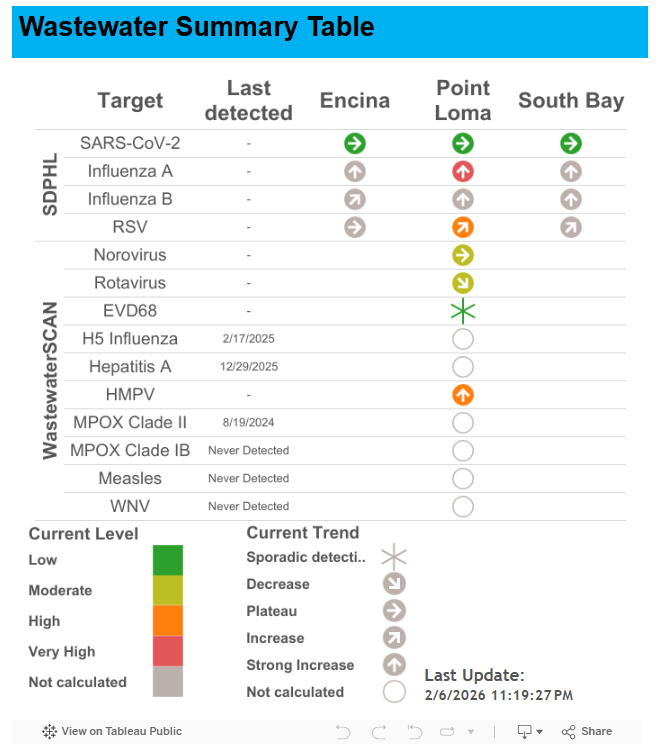 Wastewater Summary Table
Target Last detected Encina Point Loma South Bay
SDPHL
SARS-CoV-2 -
Influenza A -
Influenza B -
RSV -
WastewaterSCAN
Norovirus -
Rotavirus -
EVD68 -
H5 Influenza 2/17/2025
Hepatitis A 12/29/2025
HMPV -
MPOX Clade II 8/19/2024
MPOX Clade IB Never Detected
Measles Never Detected
WNV Never Detected
Current Level
Low
Moderate
High
Very High
Not calculated
Current Trend
Sporadic detecti..
Decrease
Plateau
Increase
Strong Increase
Not calculated
Last Update:
2/6/2026 11:19:27 PM
View on Tableau Public
Share